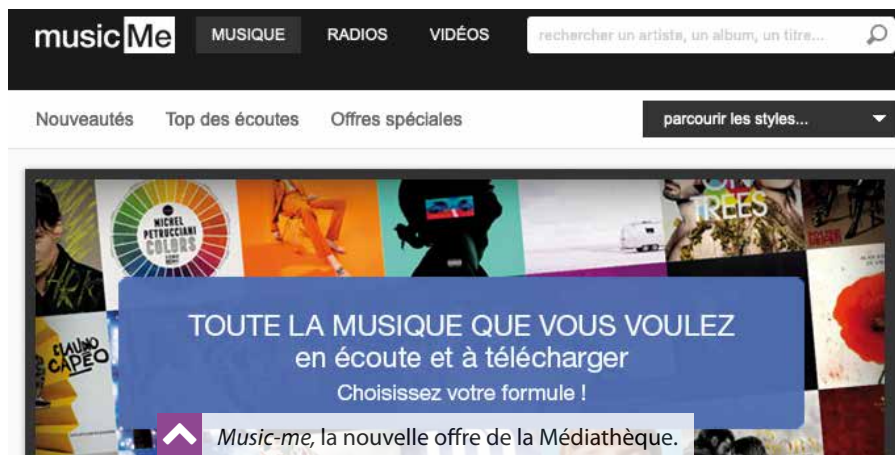 music Me MUSIQUE RADIOS VIDÉOS rechercher un artiste, un album, un titre...
Nouveautés Top des écoutes Offres spéciales parcourir les styles...
MICHEL
PETRUCCIANI
COLORS
TREES
CLAUDIO
CAPÉO
TOUTE LA MUSIQUE QUE VOUS VOULEZ
en écoute et à télécharger
Choisissez votre formule !
Music-me, la nouvelle offre de la Médiathèque.